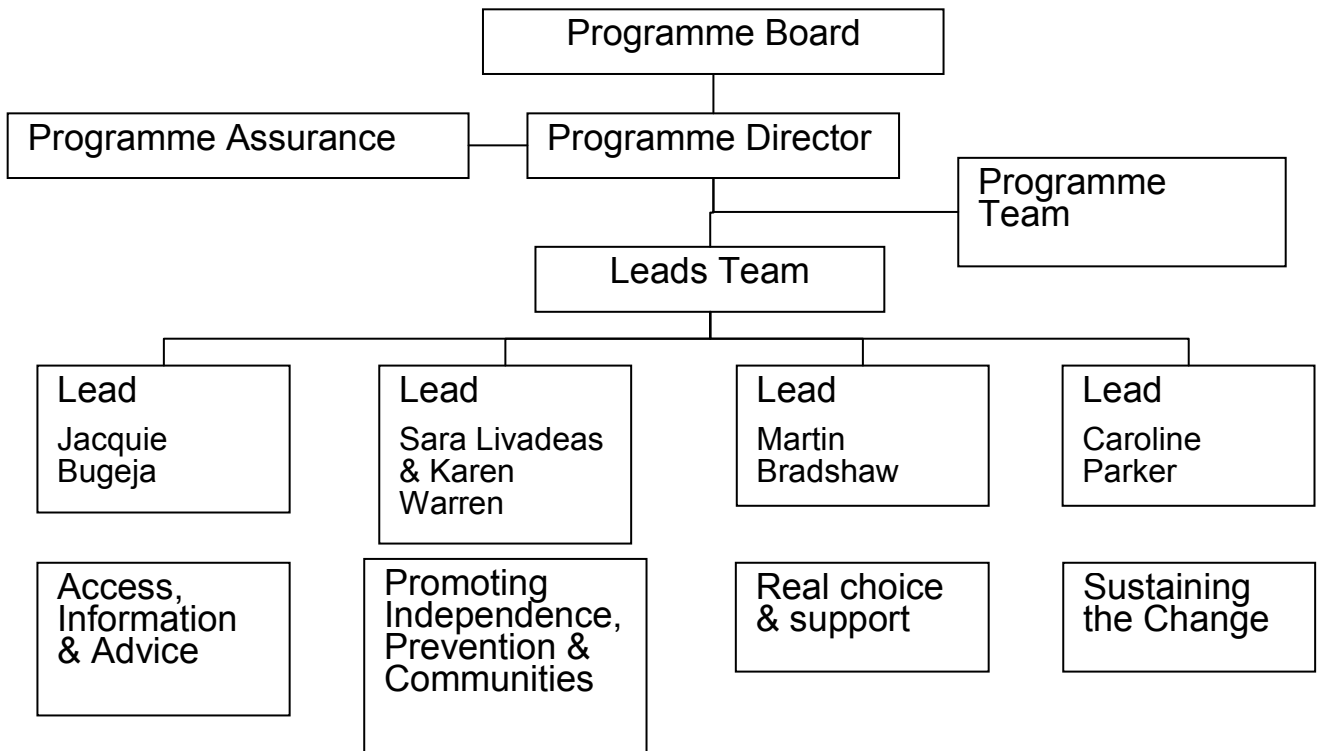 Programme Board
Programme Assurance
Programme Director
Programme
Team
Leads Team
Lead
Jacquie
Bugeja
Lead
Sara Livadeas
& Karen
Warren
Lead
Martin
Bradshaw
Lead
Caroline
Parker
Access,
Information
& Advice
Promoting
Independence,
Prevention &
Communities
Real choice
& support
Sustaining
the Change